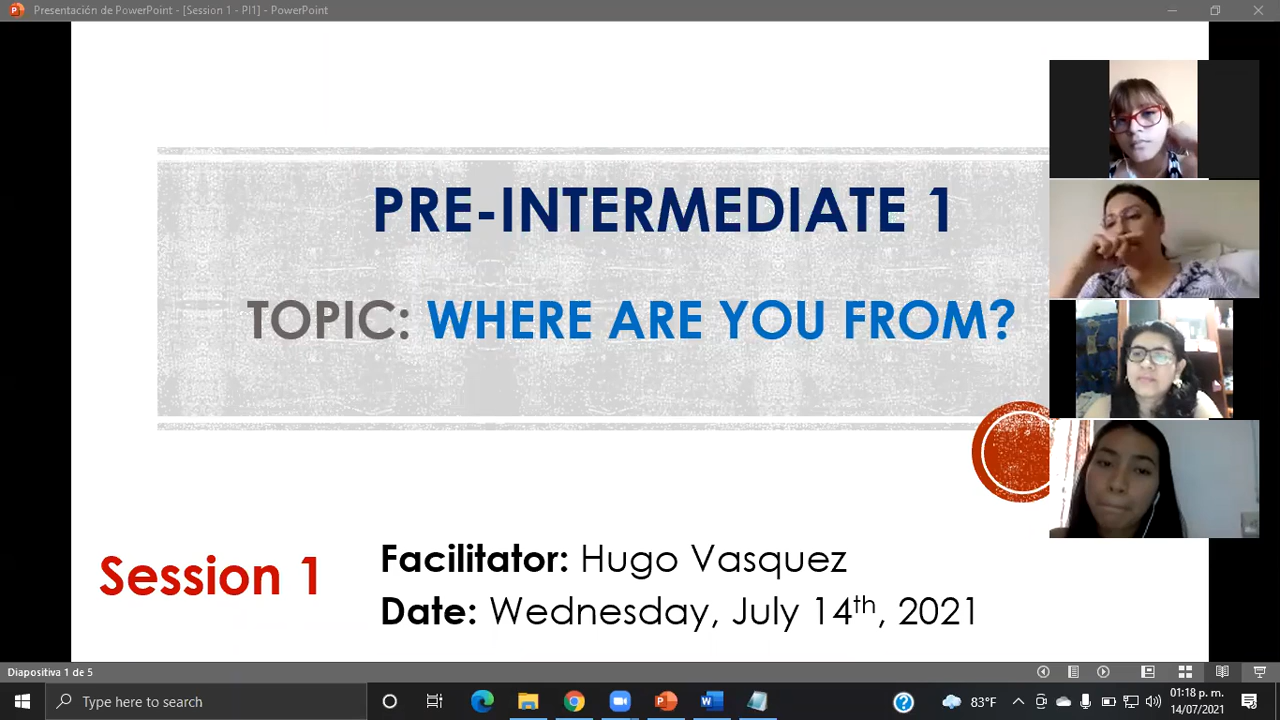 Presentación de PowerPoint - [Session 1 - PI1] - PowerPoint
PRE-INTERMEDIATE 1
TOPIC: WHERE ARE YOU FROM?
Session 1
Facilitator: Hugo Vasquez
Date: Wednesday, July 14th, 2021
Diapositiva 1 de 5
Type here to search
83°F
01:18 p. m.
14/07/2021